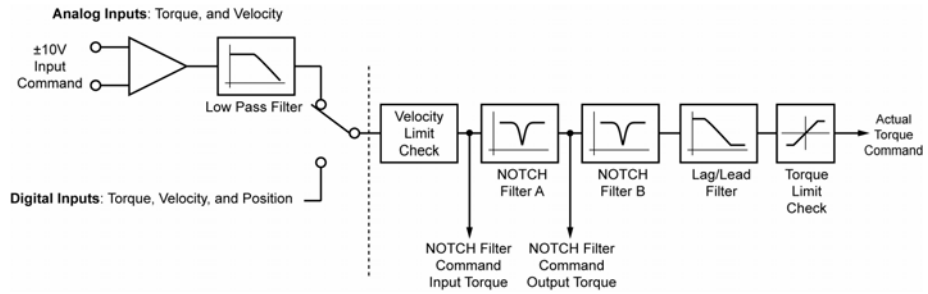 Analog Inputs: Torque, and Velocity
±10V
Input
Command
Low Pass Filter
Digital Inputs: Torque, Velocity, and Position
Velocity
Limit
Check
NOTCH
Filter A
NOTCH
Filter B
Lag/Lead
Filter
Torque
Limit
Check
Actual
Torque
Command
NOTCH Filter
Command
Input Torque
NOTCH Filter
Command
Output Torque